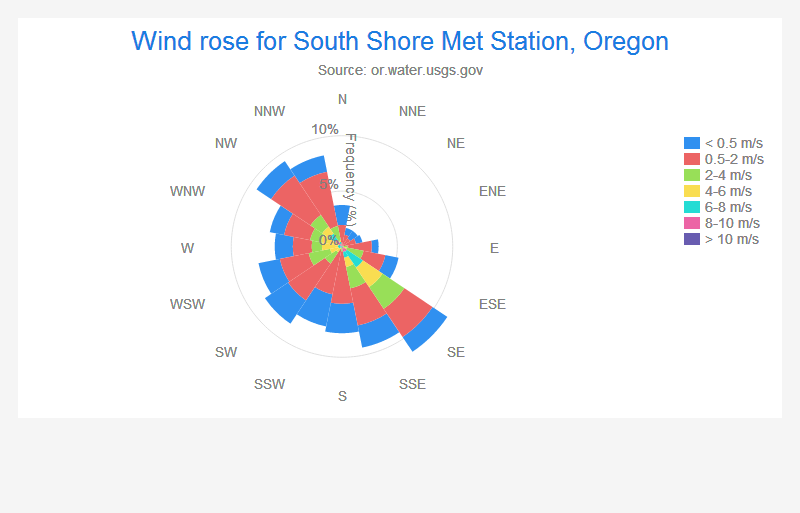 Wind rose for South Shore Met Station, Oregon
Source: or.water.usgs.gov
N
NNE
NE
ENE
E
ESE
SE
SSE
S
SSW
SW
WSW
W
WNW
NW
NNW
10%
5%
0%
Frequency (%)
< 0.5 m/s
0.5-2 m/s
2-4 m/s
4-6 m/s
6-8 m/s
8-10 m/s
> 10 m/s